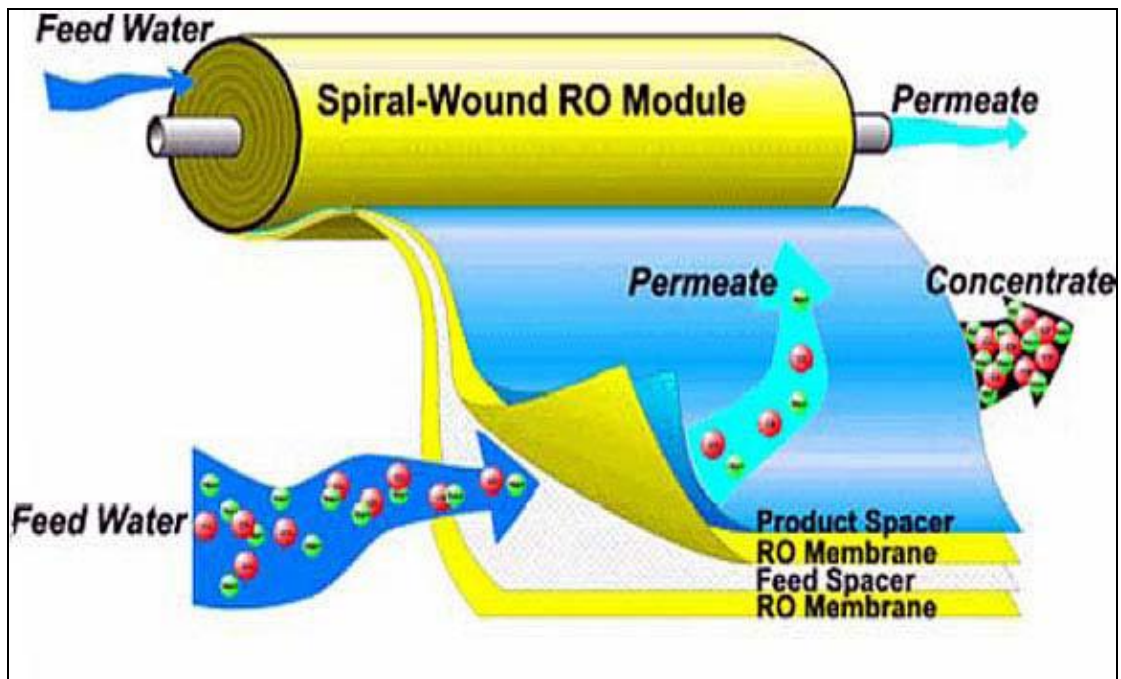 Feed Water
Spiral-Wound RO Module
Permeate
Permeate
Concentrate
Feed Water
Product Spacer
RO Membrane
Feed Spacer
RO Membrane